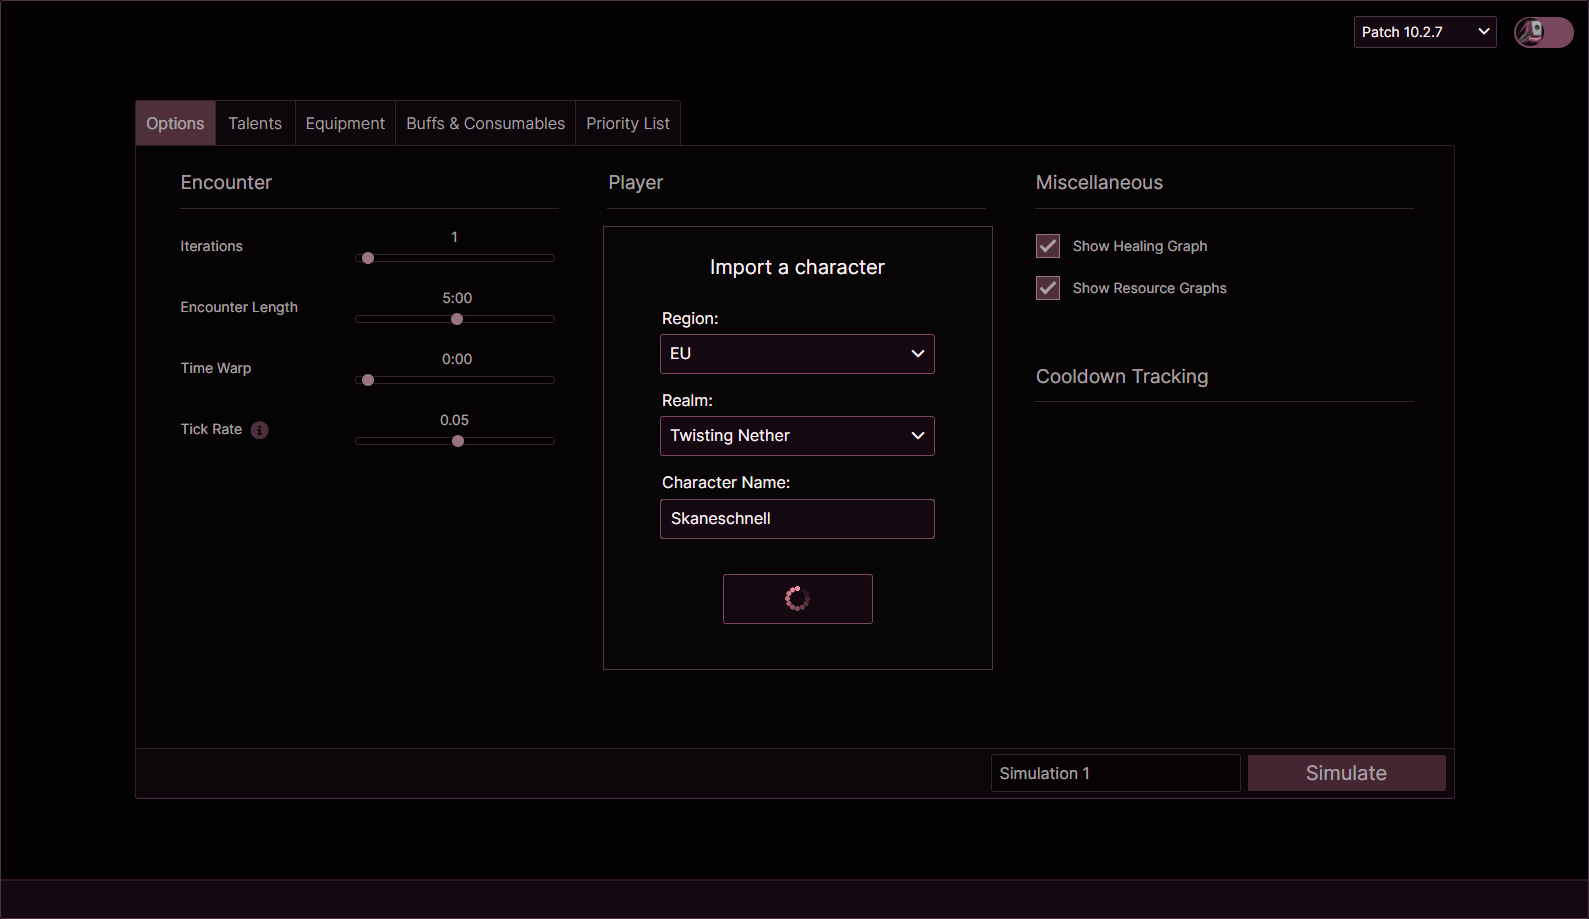 Patch 10.2.7
Options
Talents
Equipment
Buffs & Consumables
Priority List
Encounter
Iterations
1
Encounter Length
5:00
Time Warp
0:00
Tick Rate
i
0.05
Player
Import a character
Region:
EU
Realm:
Twisting Nether
Character Name:
Skaneschnell
Miscellaneous
Show Healing Graph
Show Resource Graphs
Cooldown Tracking
Simulation 1
Simulate